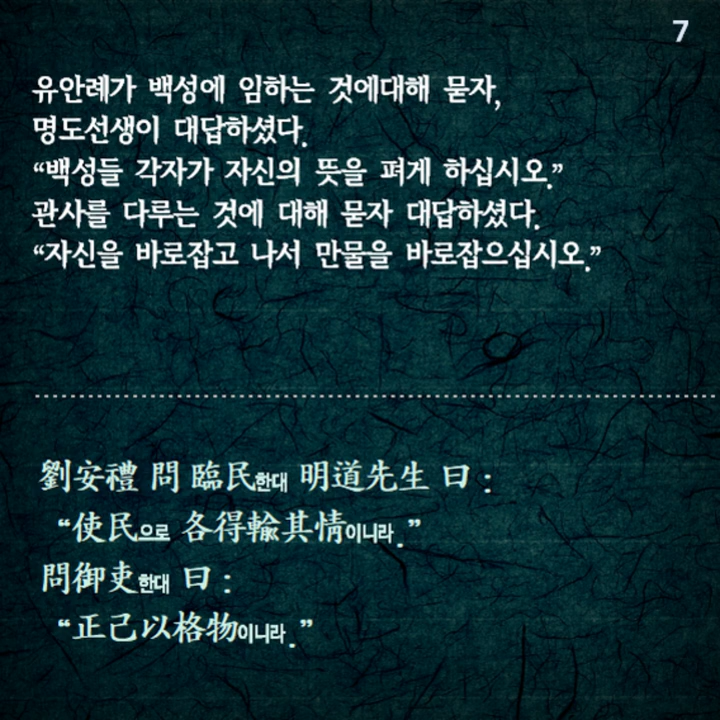 7
유안례가 백성에 임하는 것에대해 묻자,
명도선생이 대답하셨다.
“백성들 각자가 자신의 뜻을 펴게 하십시오.”
관사를 다루는 것에 대해 묻자 대답하셨다.
“자신을 바로잡고 나서 만물을 바로잡으십시오.”
劉安禮 問 臨民한대 明道先生 曰 :
“使民으로 各得輸其情이니라.”
問御吏한대 曰 :
“正己以格物이니라.”